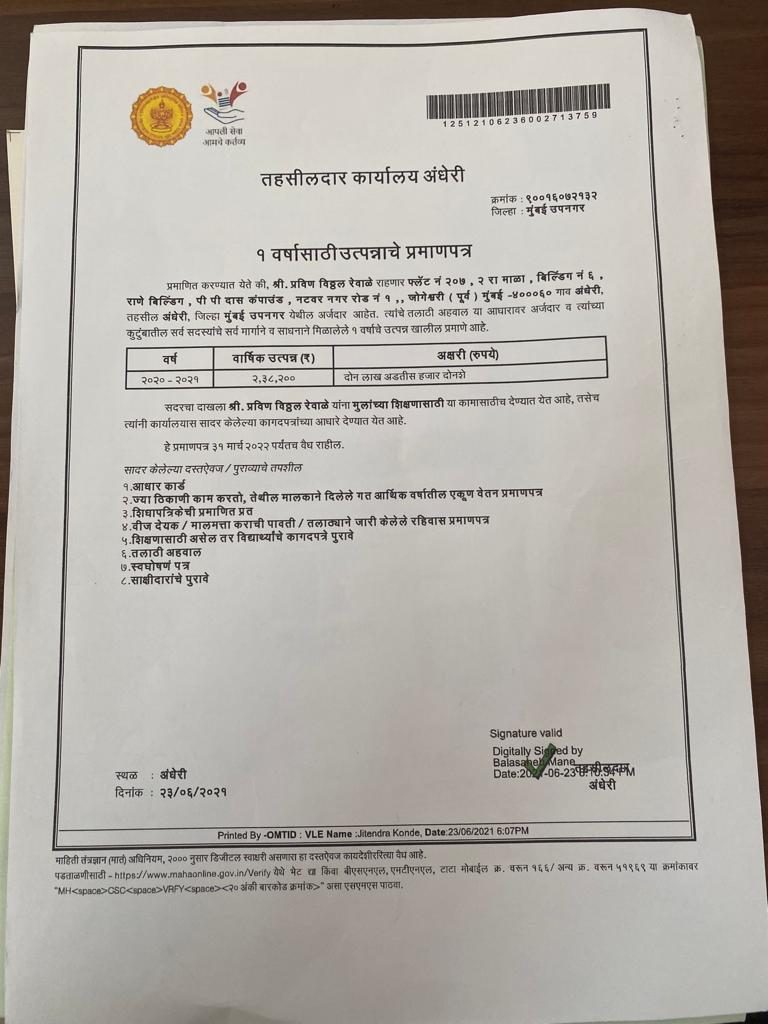 आपली सेवा
आमचे कर्तव्य
12512106236002713759
तहसीलदार कार्यालय अंधेरी
क्रमांक : ९००१६०७२१३२
जिल्हा : मुंबई उपनगर
१ वर्षासाठी उत्पन्नाचे प्रमाणपत्र
प्रमाणित करण्यात येते की, श्री. प्रविण विठ्ठल रेवाळे राहणार फ्लॅट नं २०७ , २ रा माळा , बिल्डिंग नं ६ ,
राणे बिल्डिंग , पी पी दास कंपाउंड , नटवर नगर रोड नं १ ,, जोगेश्वरी ( पूर्व ) मुंबई -४०००६० गाव अंधेरी,
तहसील अंधेरी, जिल्हा मुंबई उपनगर येथील अर्जदार आहेत. त्यांचे तलाठी अहवाल या आधारावर अर्जदार व त्यांच्या
कुटुंबातील सर्व सदस्यांचे सर्व मार्गाने व साधनाने मिळालेले १ वर्षाचे उत्पन्न खालील प्रमाणे आहे.
वर्ष वार्षिक उत्पन्न (₹) अक्षरी (रुपये)
२०२० - २०२१ २,३८,२०० दोन लाख अडतीस हजार दोनशे
सदरचा दाखला श्री. प्रविण विठ्ठल रेवाळे यांना मुलांच्या शिक्षणासाठी या कामासाठीच देण्यात येत आहे, तसेच
त्यांनी कार्यालयास सादर केलेल्या कागदपत्रांच्या आधारे देण्यात येत आहे.
हे प्रमाणपत्र ३१ मार्च २०२२ पर्यंतच वैध राहील.
सादर केलेल्या दस्तऐवज / पुराव्याचे तपशील
१.आधार कार्ड
२.ज्या ठिकाणी काम करतो, तेथील मालकाने दिलेले गत आर्थिक वर्षातील एकूण वेतन प्रमाणपत्र
३.शिधापत्रिकेची प्रमाणित प्रत
४.वीज देयक / मालमत्ता कराची पावती / तलाठ्याने जारी केलेले रहिवास प्रमाणपत्र
५.शिक्षणासाठी असेल तर विद्यार्थ्यांचे कागदपत्रे पुरावे
६.तलाठी अहवाल
७.स्वघोषणं पत्र
८.साक्षीदारांचे पुरावे
Signature valid
Digitally Signed by
Balasaheb Mane
Date:2021-06-23
तहसीलदार
अंधेरी
स्थळ : अंधेरी
दिनांक : २३/०६/२०२१
Printed By -OMTID : VLE Name :Jitendra Konde, Date:23/06/2021 6:07PM
माहिती तंत्रज्ञान (मातं) अधिनियम, २००० नुसार डिजीटल स्वाक्षरी असणारा हा दस्तऐवज कायदेशीररित्या वैध आहे.
पडताळणीसाठी - https://www.mahaonline.gov.in/Verify येथे भेट द्या किंवा बीएसएनएल, एमटीएनएल, टाटा मोबाईल क्र. वरून १६६/ अन्य क्र. वरून ५१९६९ या क्रमांकावर
"MH<space>CSC<space>VRFY<space><२० अंकी बारकोड क्रमांक>" असा एसएमएस पाठवा.